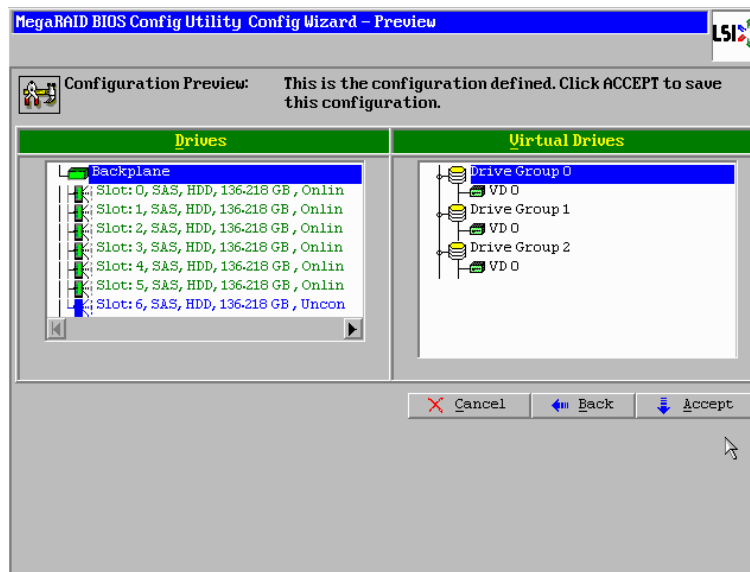 MegaRAID BIOS Config Utility Config Wizard - Preview
LSI
Configuration Preview:
This is the configuration defined. Click ACCEPT to save
this configuration.
Drives
Backplane
Slot: 0, SAS, HDD, 136.218 GB, Onlin
Slot: 1, SAS, HDD, 136.218 GB, Onlin
Slot: 2, SAS, HDD, 136.218 GB, Onlin
Slot: 3, SAS, HDD, 136.218 GB, Onlin
Slot: 4, SAS, HDD, 136.218 GB, Onlin
Slot: 5, SAS, HDD, 136.218 GB, Onlin
Slot: 6, SAS, HDD, 136.218 GB, Uncon
Virtual Drives
Drive Group 0
VD 0
Drive Group 1
VD 0
Drive Group 2
VD 0
Cancel
Back
Accept